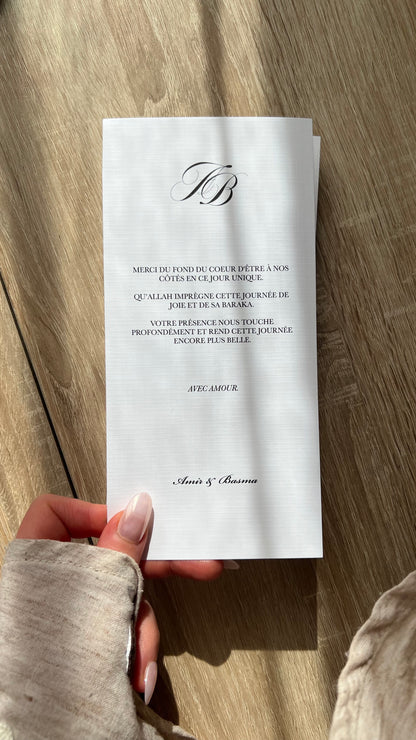 AB
MERCI DU FOND DU COEUR D'ÊTRE À NOS
CÔTÉS EN CE JOUR UNIQUE.
QU'ALLAH IMPRÈGNE CETTE JOURNÉE DE
JOIE ET DE SA BARAKA.
VOTRE PRÉSENCE NOUS TOUCHE
PROFONDÉMENT ET REND CETTE JOURNÉE
ENCORE PLUS BELLE.
AVEC AMOUR.
Amir & Basma